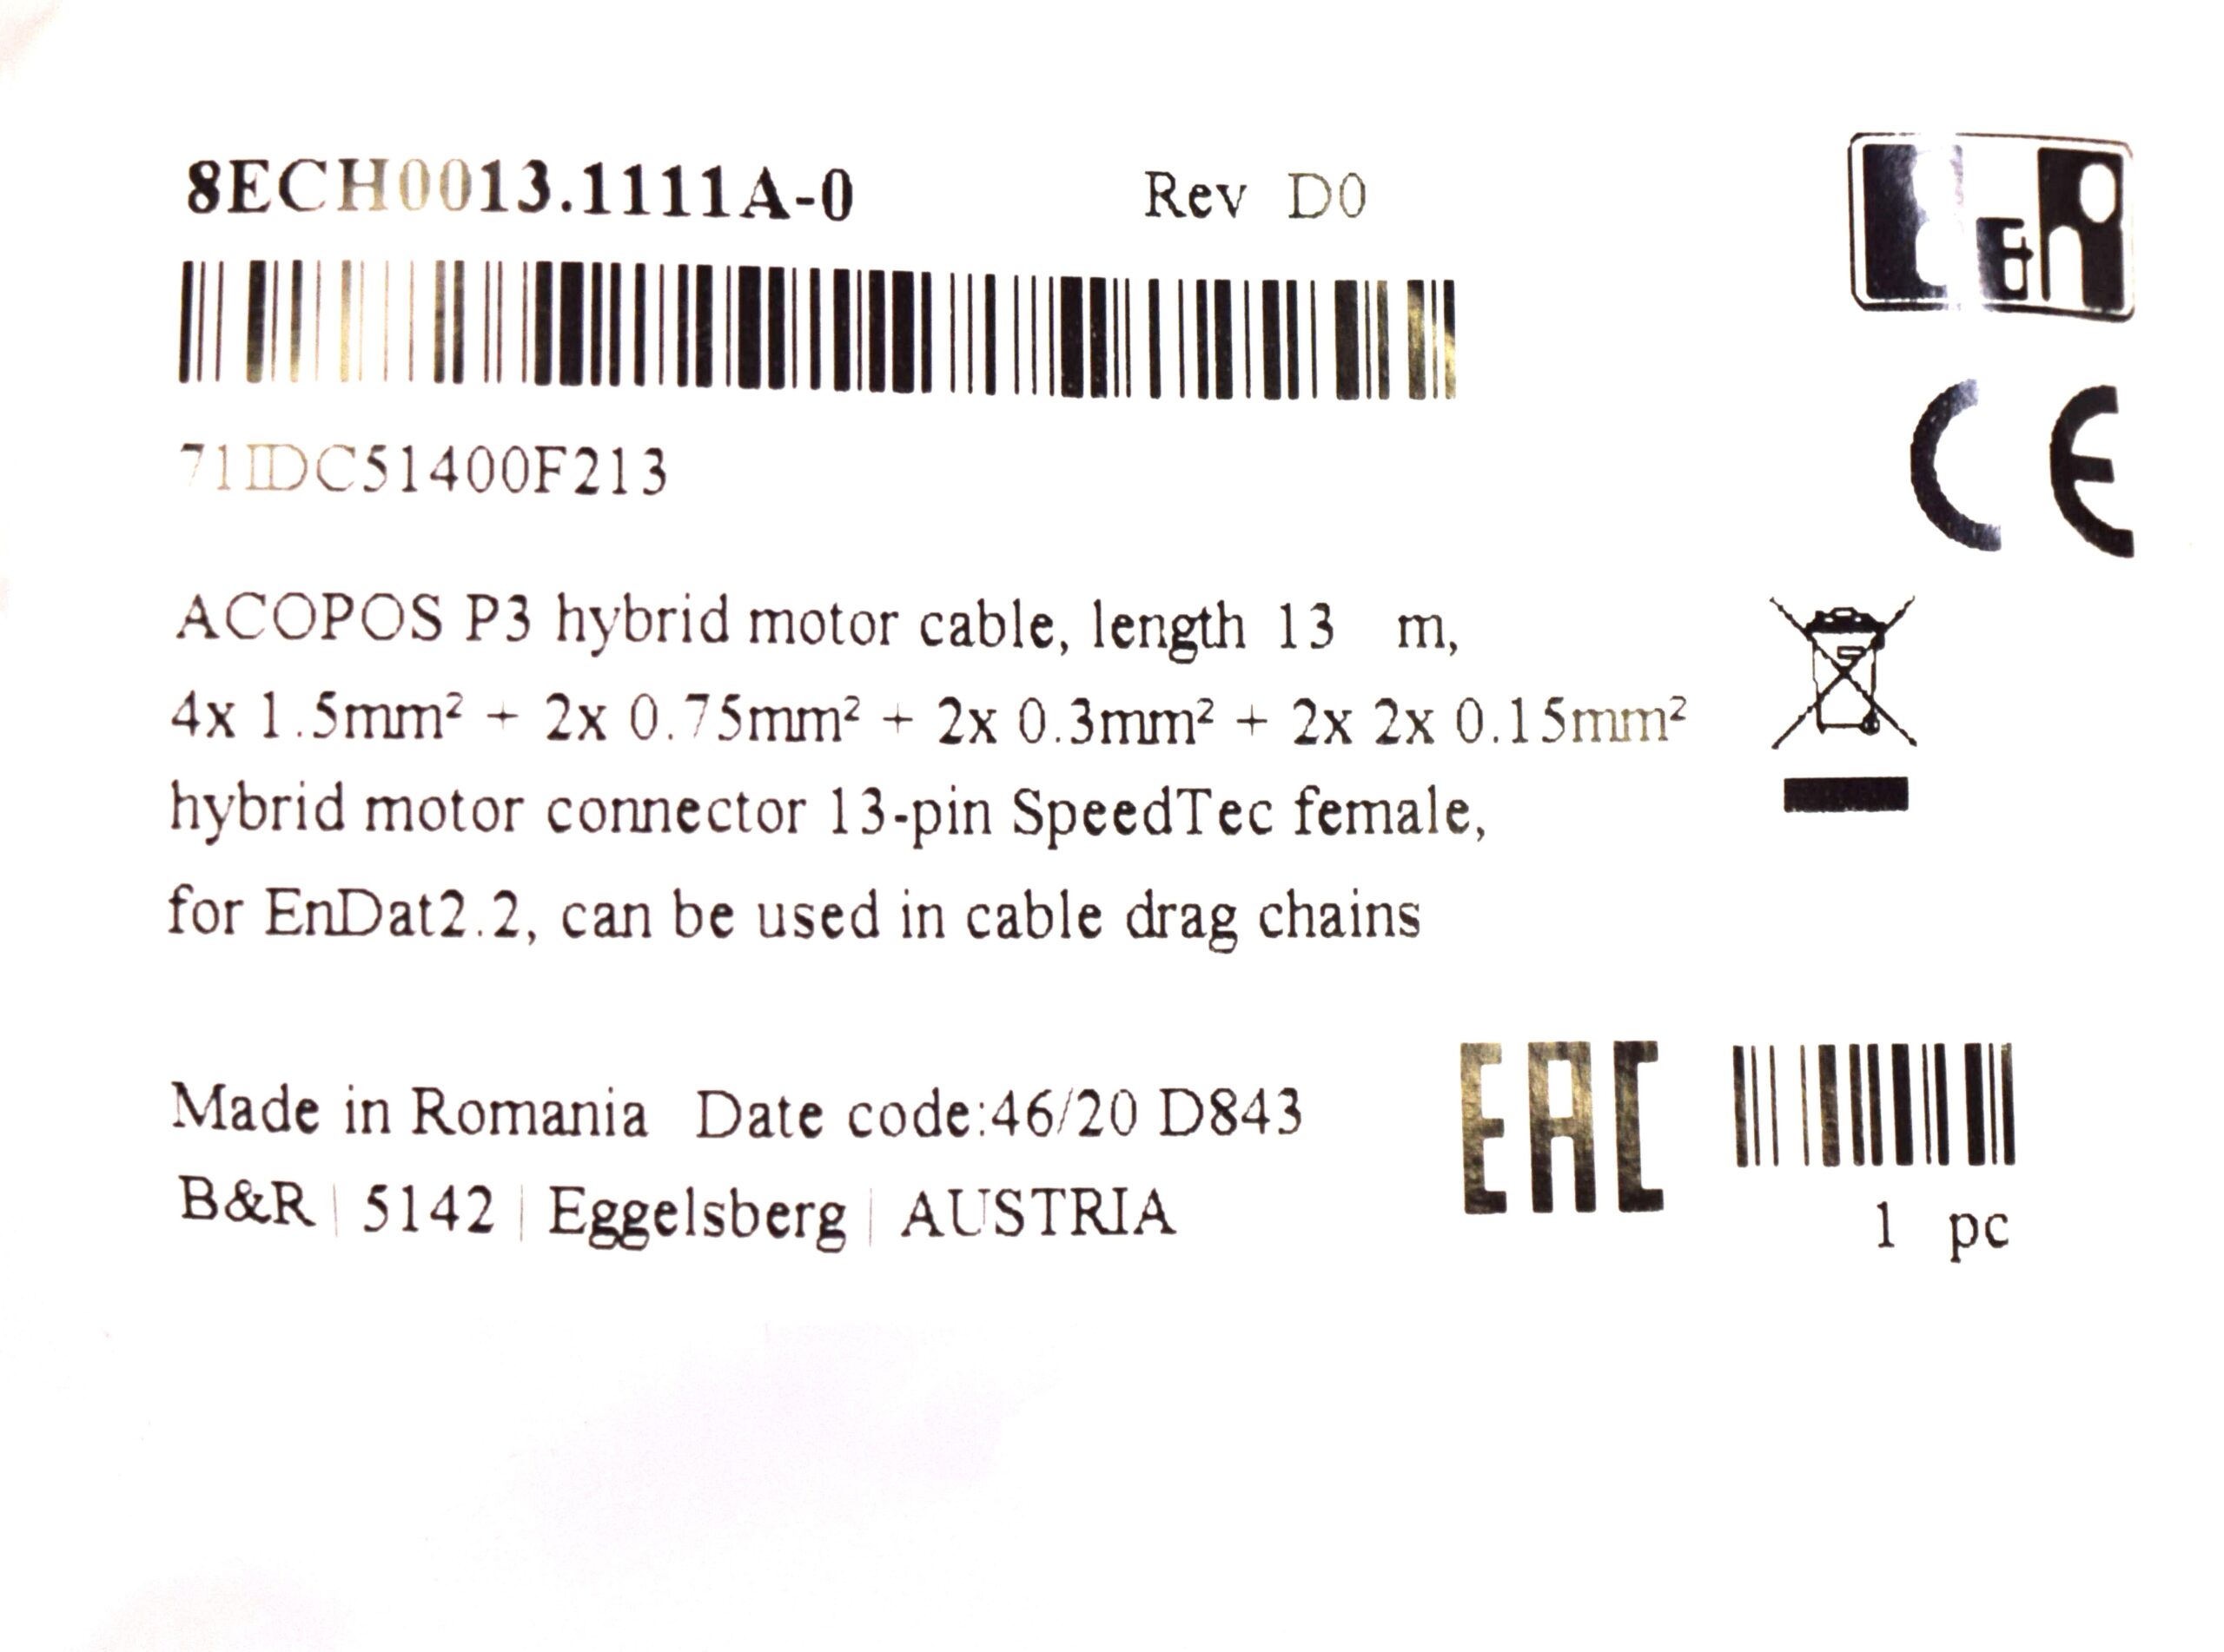 8ECH0013.1111A-0 Rev D0
B&R
71IDC51400F213
CE
ACOPOS P3 hybrid motor cable, length 13 m,
4x 1.5mm² + 2x 0.75mm² + 2x 0.3mm² + 2x 2x 0.15mm²
hybrid motor connector 13-pin SpeedTec female,
for EnDat2.2, can be used in cable drag chains
Made in Romania Date code:46/20 D843
EAC
B&R | 5142 | Eggelsberg | AUSTRIA
1 pc